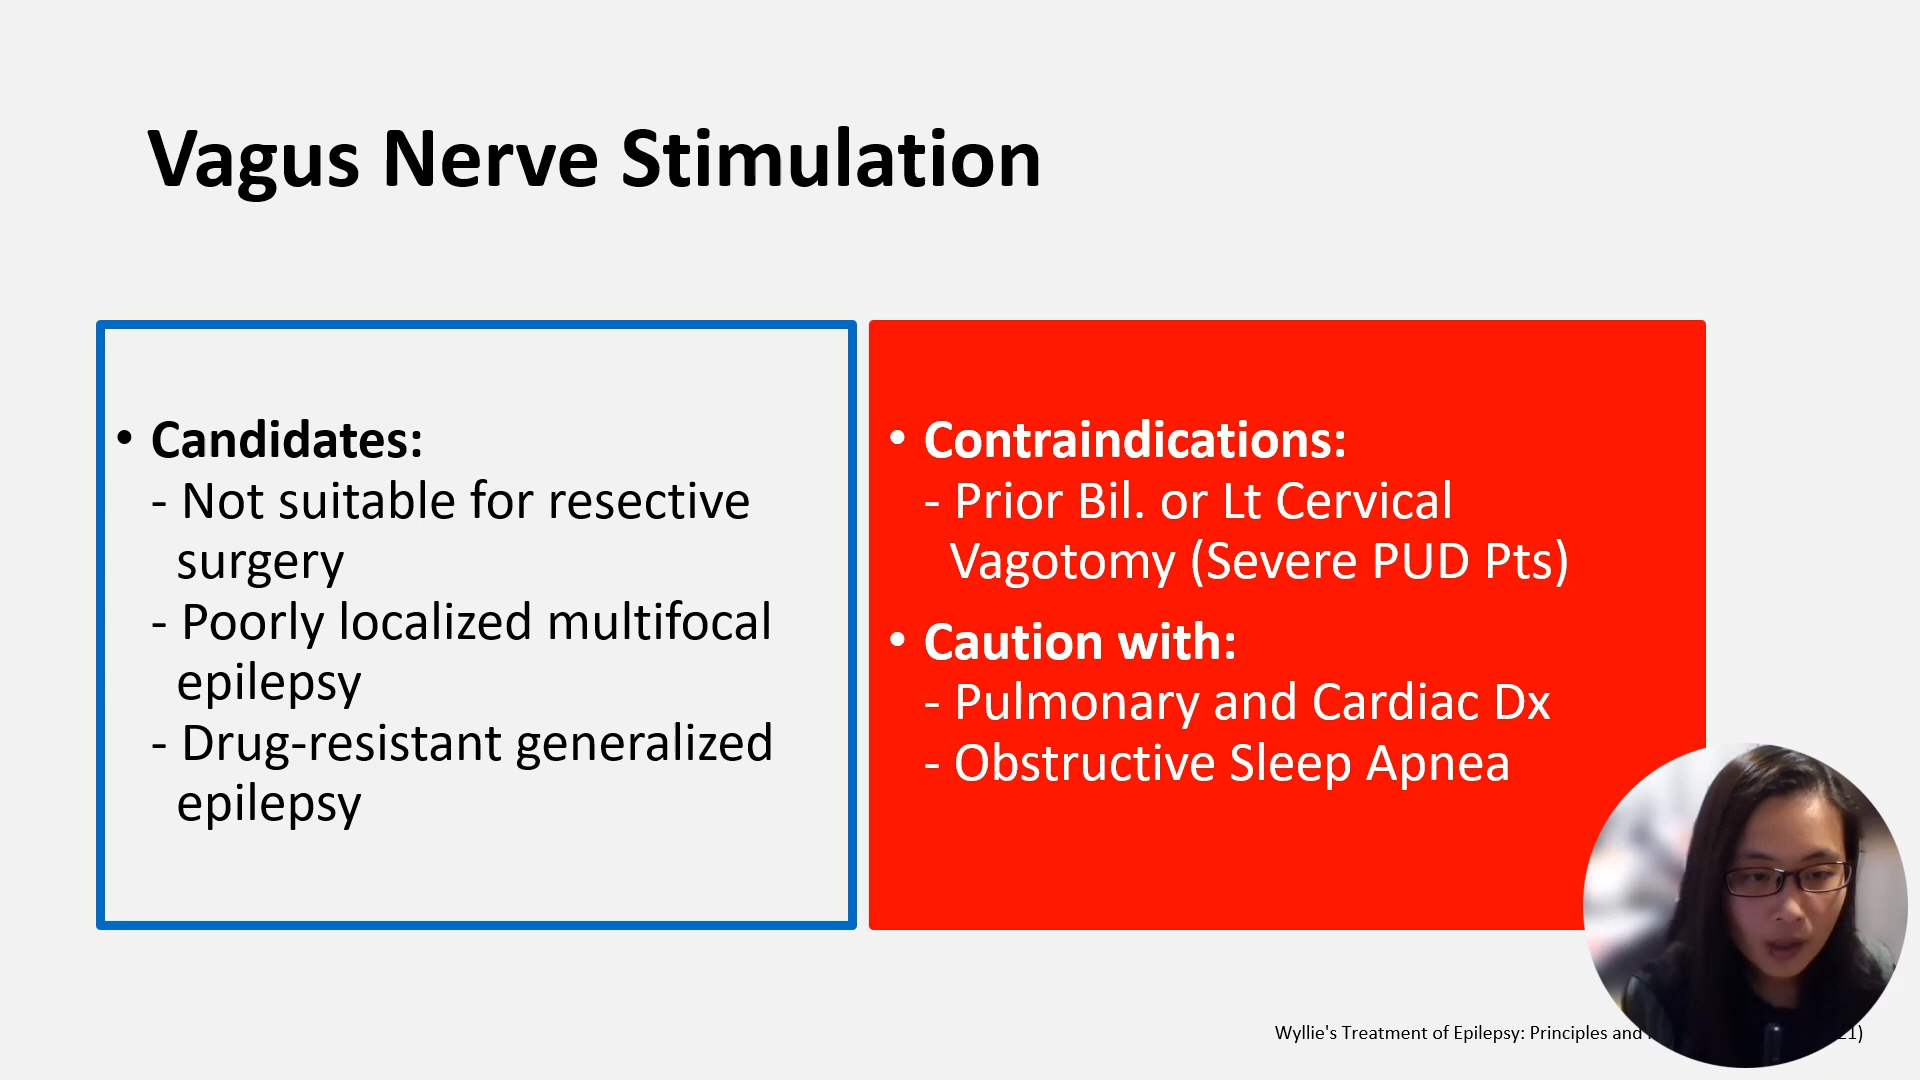 Vagus Nerve Stimulation
• Candidates:
- Not suitable for resective
surgery
- Poorly localized multifocal
epilepsy
- Drug-resistant generalized
epilepsy
• Contraindications:
- Prior Bil. or Lt Cervical
Vagotomy (Severe PUD Pts)
• Caution with:
- Pulmonary and Cardiac Dx
- Obstructive Sleep Apnea
Wyllie's Treatment of Epilepsy: Principles and